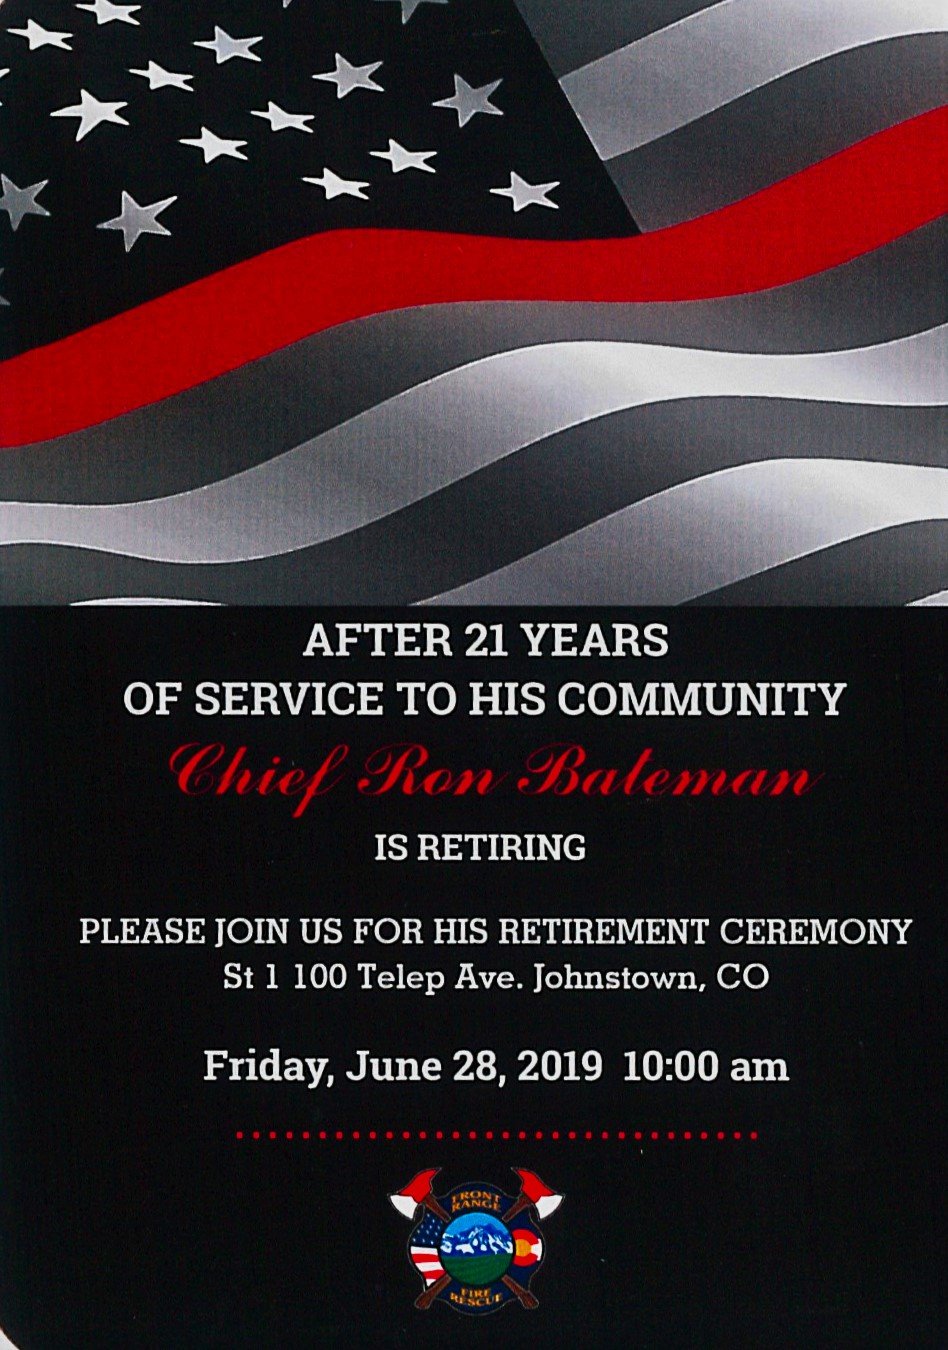 AFTER 21 YEARS
OF SERVICE TO HIS COMMUNITY
Chief Ron Bateman
IS RETIRING
PLEASE JOIN US FOR HIS RETIREMENT CEREMONY
St 1 100 Telep Ave. Johnstown, CO
Friday, June 28, 2019 10:00 am
FRONT
RANGE
FIRE
RESCUE